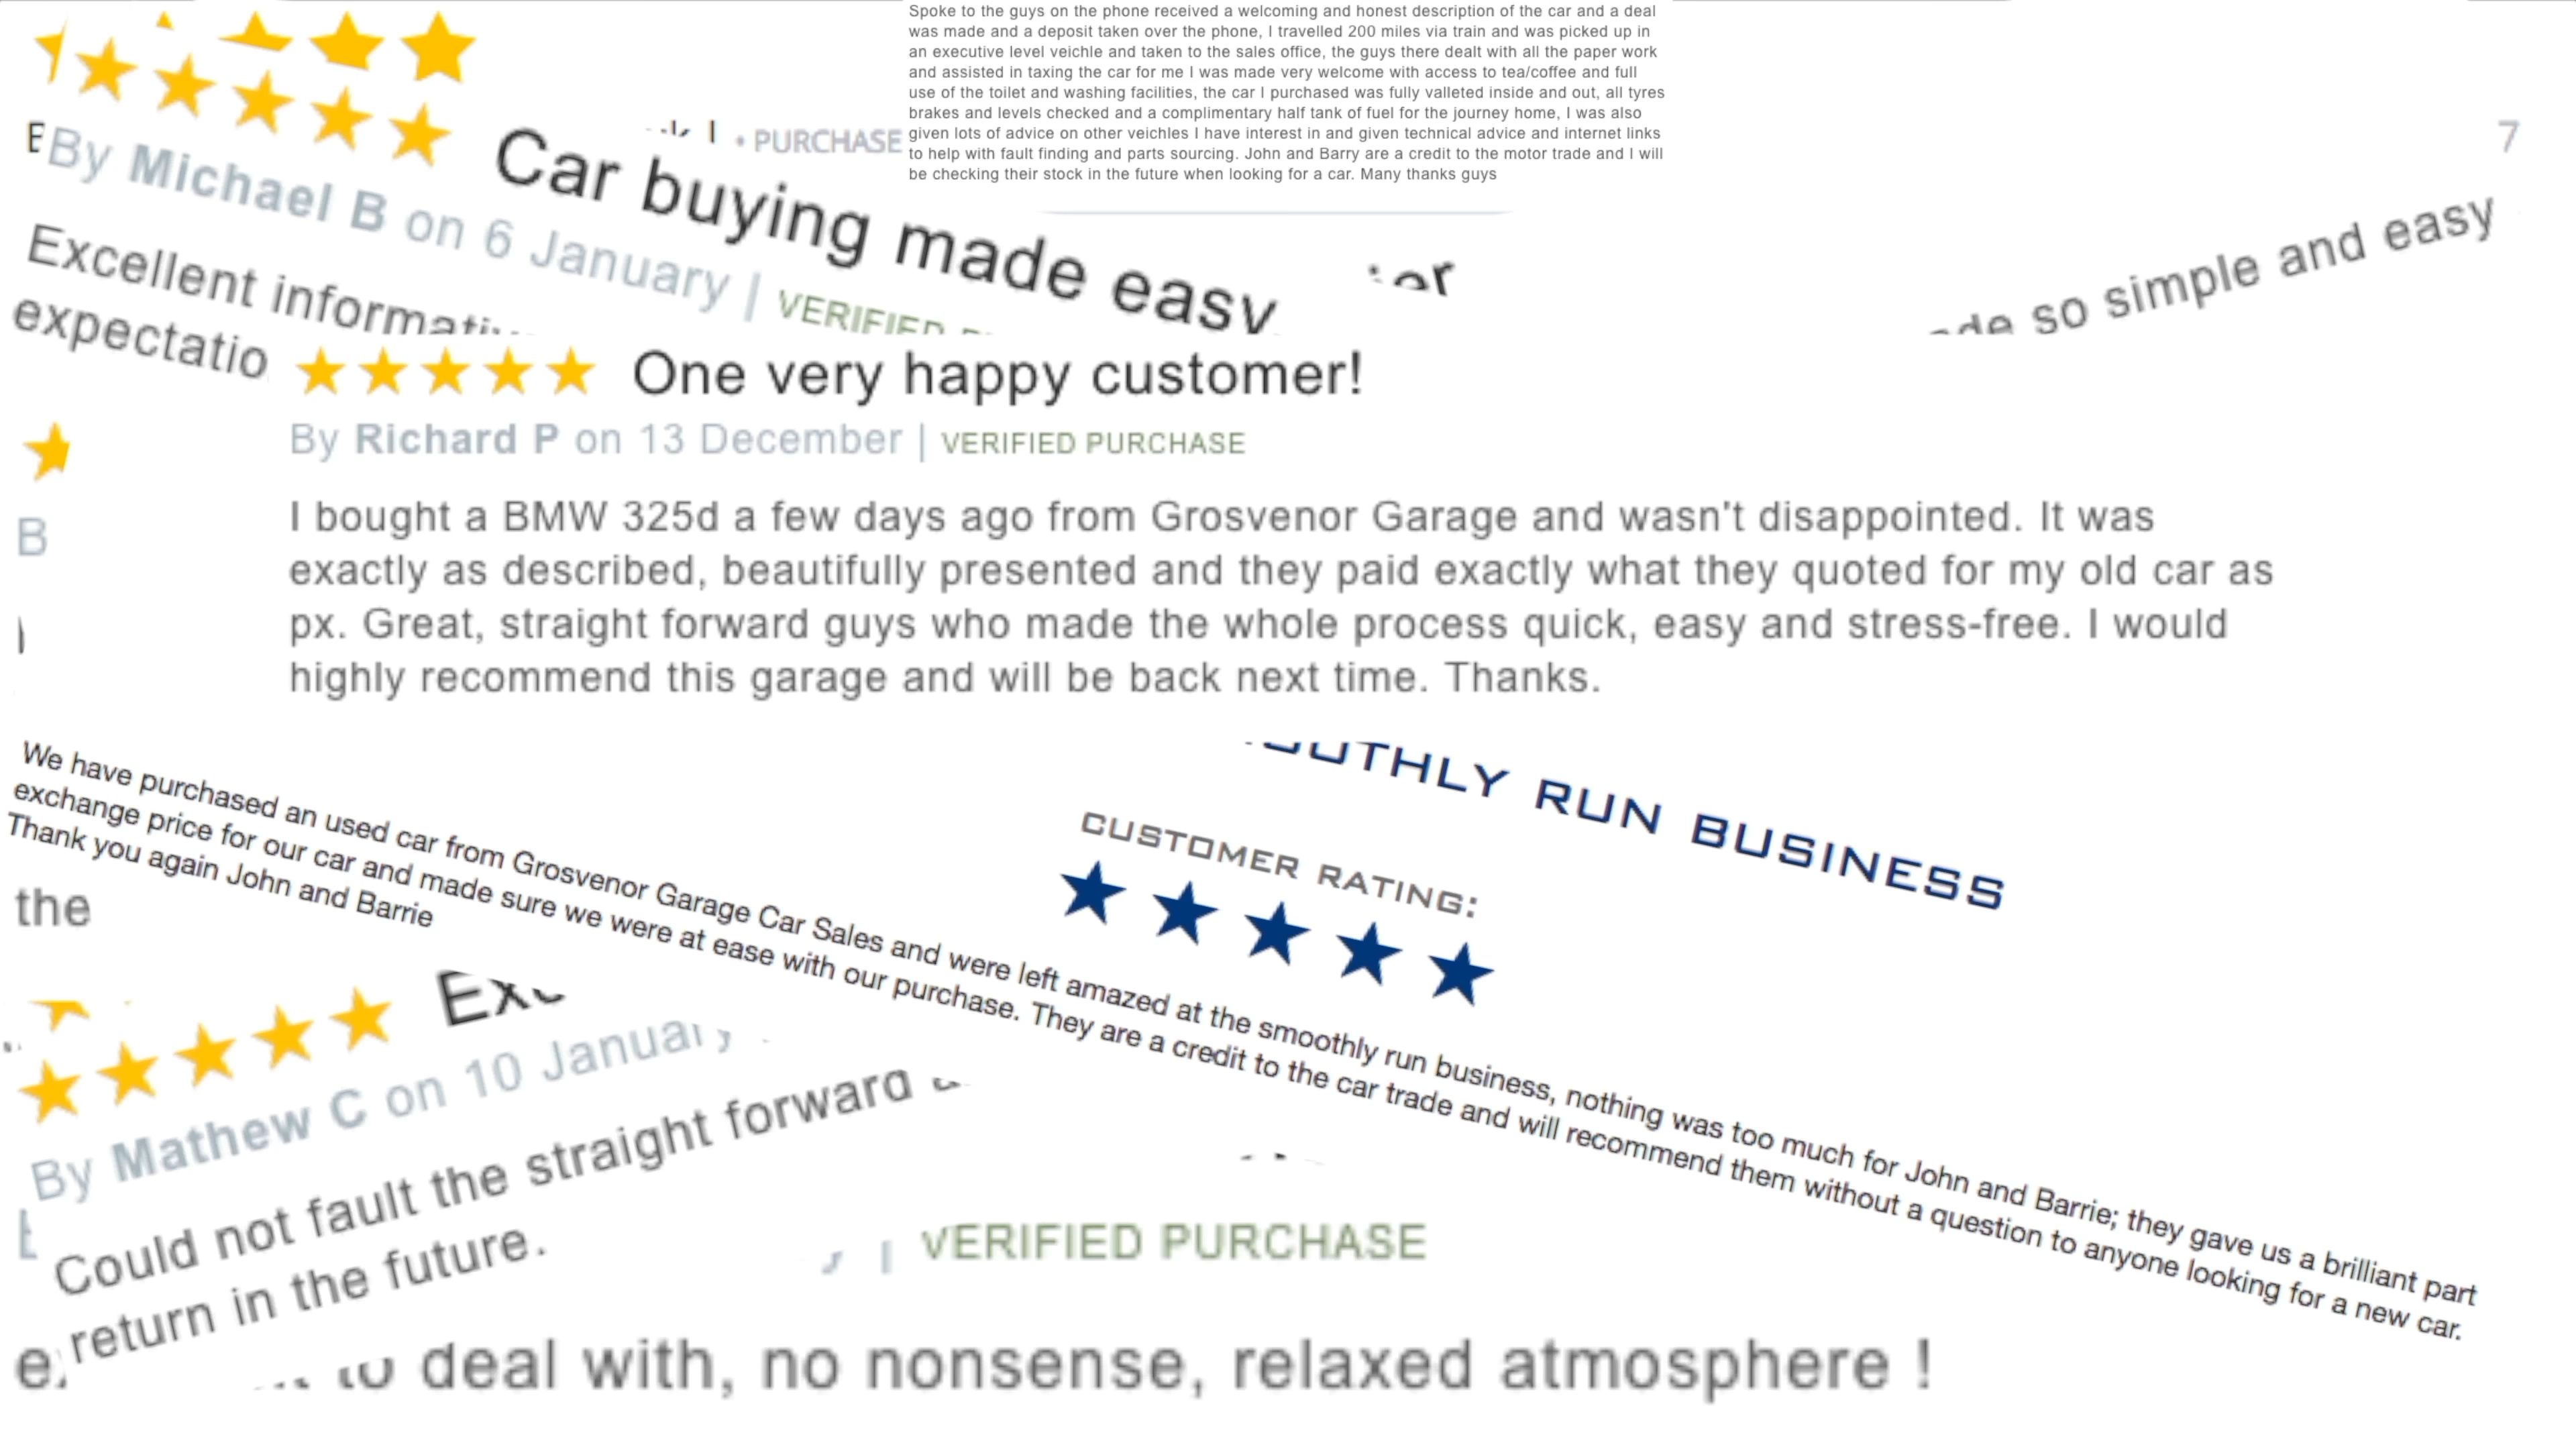 Spoke to the guys on the phone received a welcoming and honest description of the car and a deal
was made and a deposit taken over the phone, I travelled 200 miles via train and was picked up in
an executive level veichle and taken to the sales office, the guys there dealt with all the paper work
and assisted in taxing the car for me I was made very welcome with access to tea/coffee and full
use of the toilet and washing facilities, the car I purchased was fully valleted inside and out, all tyres
brakes and levels checked and a complimentary half tank of fuel for the journey home, I was also
given lots of advice on other veichles I have interest in and given technical advice and internet links
to help with fault finding and parts sourcing. John and Barry are a credit to the motor trade and I will
be checking their stock in the future when looking for a car. Many thanks guys
PURCHASE
7
Car buying made easy
By Michael B on 6 January | VERIFIED
Excellent
so simple and easy
One very happy customer!
By Richard P on 13 December | VERIFIED PURCHASE
I bought a BMW 325d a few days ago from Grosvenor Garage and wasn't disappointed. It was
exactly as described, beautifully presented and they paid exactly what they quoted for my old car as
px. Great, straight forward guys who made the whole process quick, easy and stress-free. I would
highly recommend this garage and will be back next time. Thanks.
B
RUN BUSINESS
CUSTOMER RATING:
We have purchased an used car from Grosvenor Garage Car Sales and were left amazed at the smoothly run business, nothing was too much for John and Barrie; they gave us a brilliant part
exchange price for our car and made sure we were at ease with our purchase. They are a credit to the car trade and will recommend them without a question to anyone looking for a new car.
Thank you again John and Barrie
the
By Mathew C on 10 January
Could not fault the straight forward
return in the future.
VERIFIED PURCHASE
to deal with, no nonsense, relaxed atmosphere !